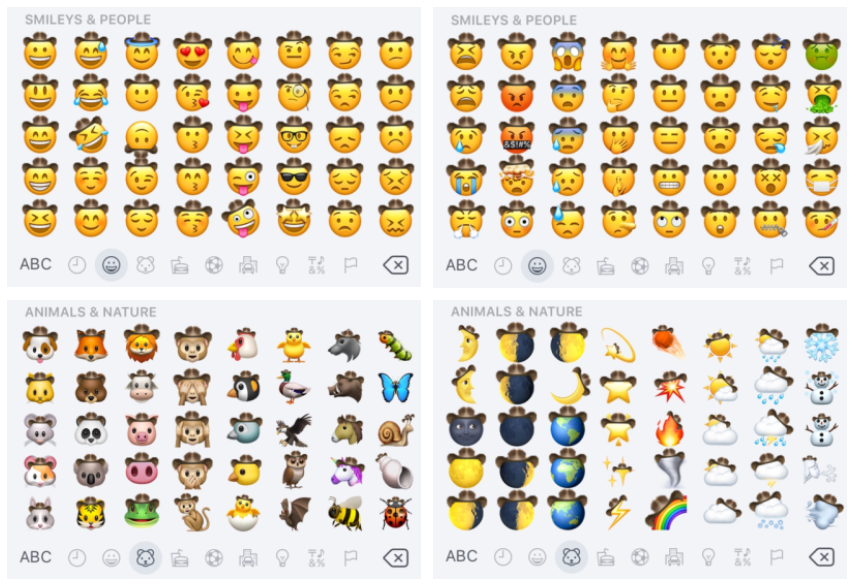 SMILEYS & PEOPLE
&$!#%
ABC
&%
SMILEYS & PEOPLE
ABC
&%
ANIMALS & NATURE
ABC
&%
ANIMALS & NATURE
ABC
&%